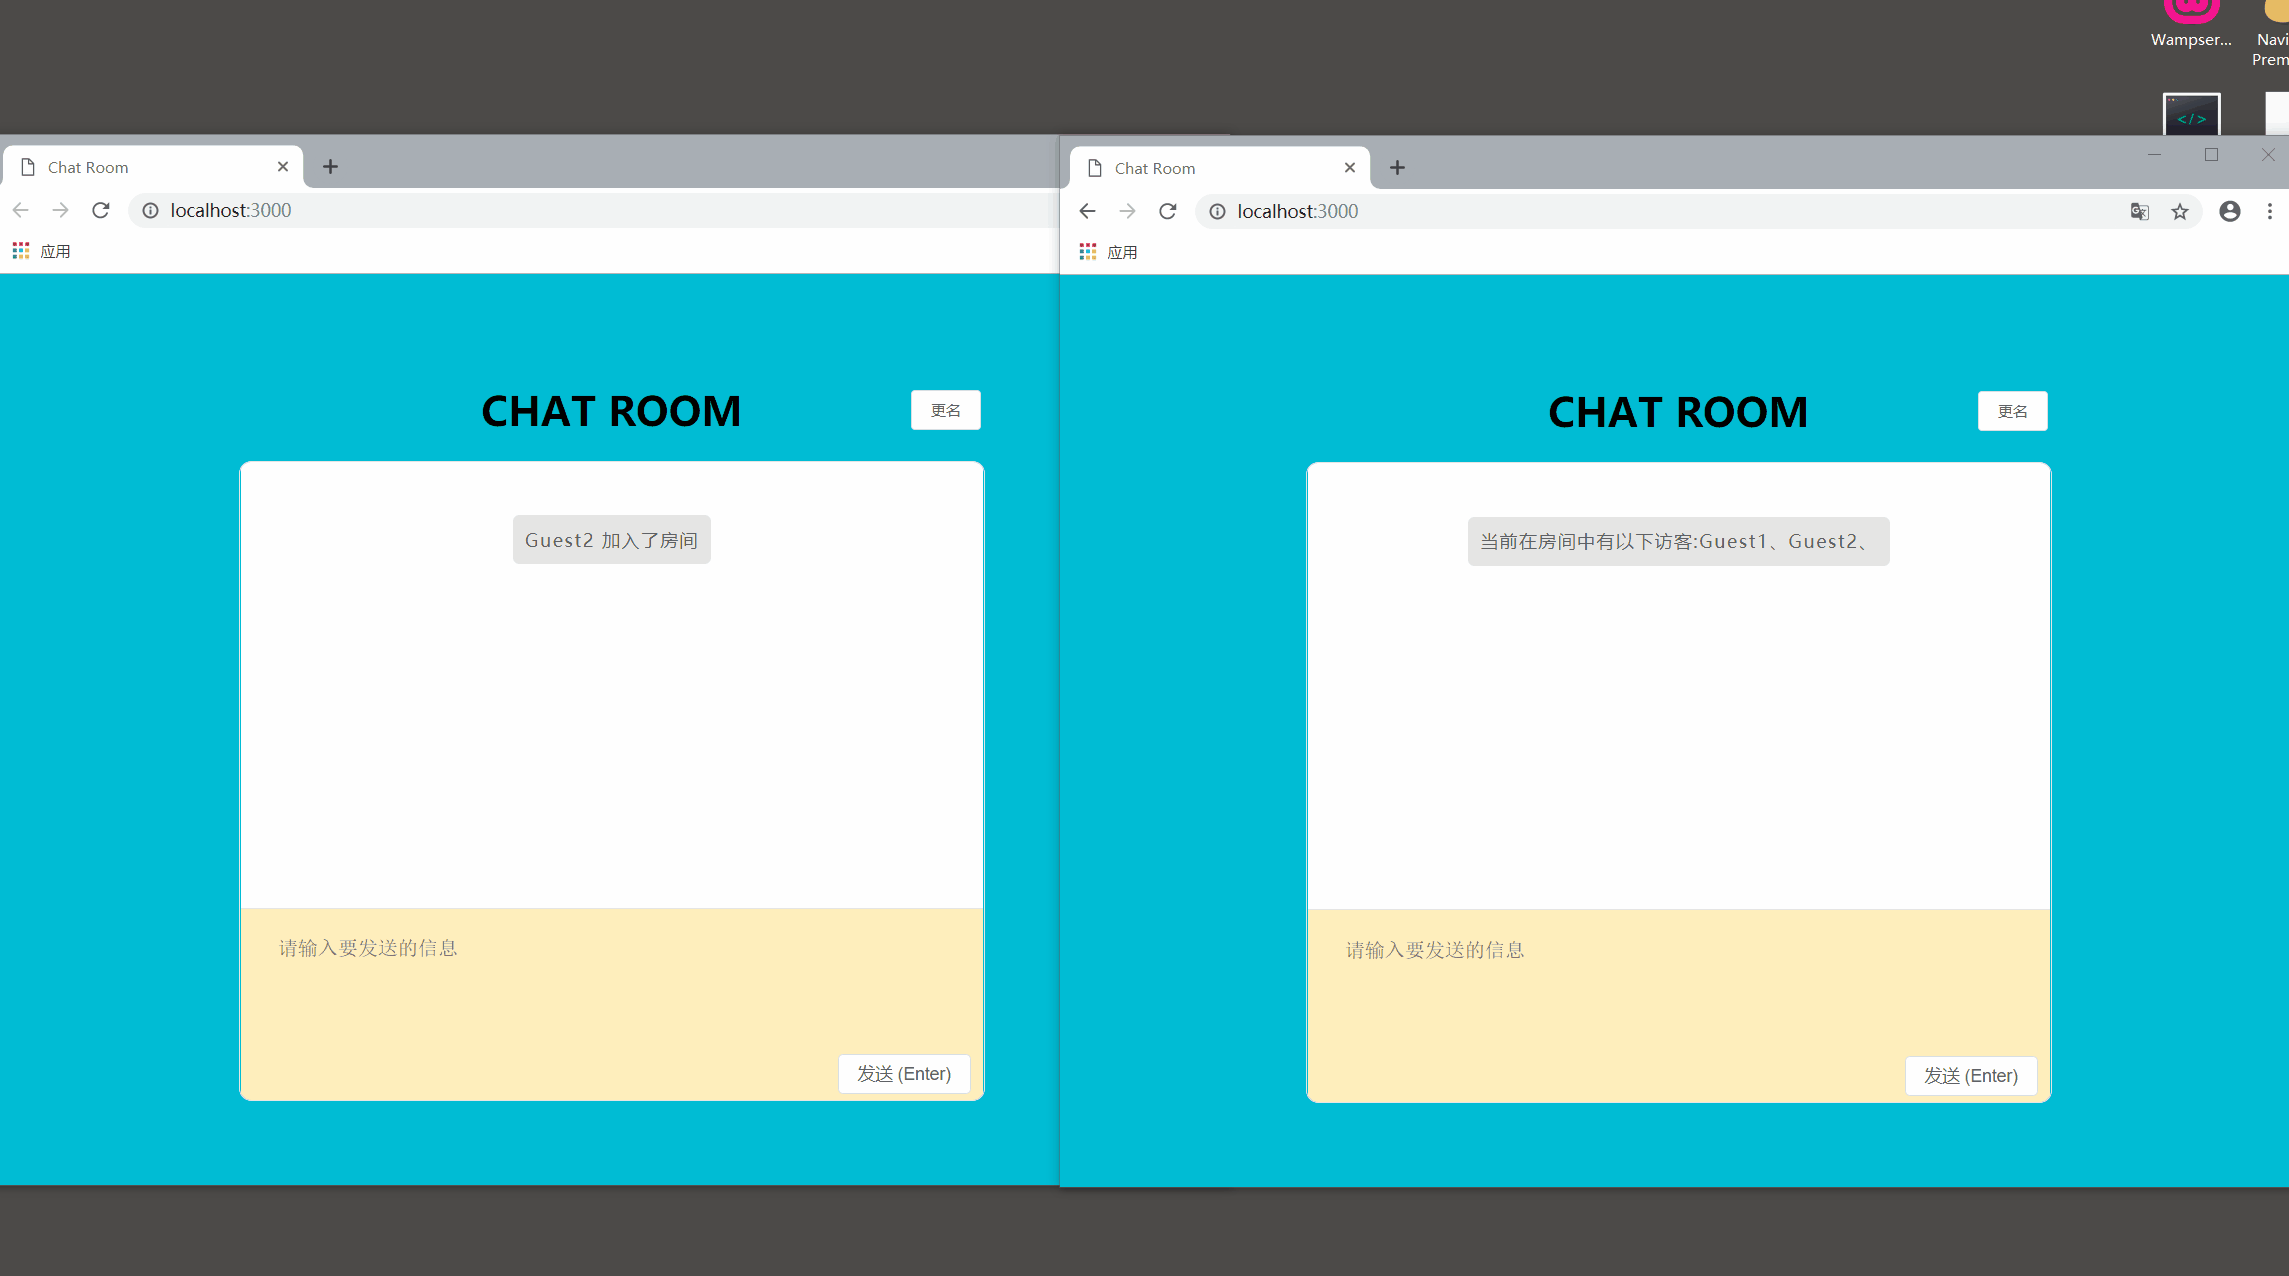 Wampser...
Navi
Prem
Chat Room
localhost:3000
应用
CHAT ROOM
更名
Guest2 加入了房间
请输入要发送的信息
发送 (Enter)
Chat Room
localhost:3000
应用
CHAT ROOM
更名
当前在房间中有以下访客:Guest1、Guest2、
请输入要发送的信息
发送 (Enter)